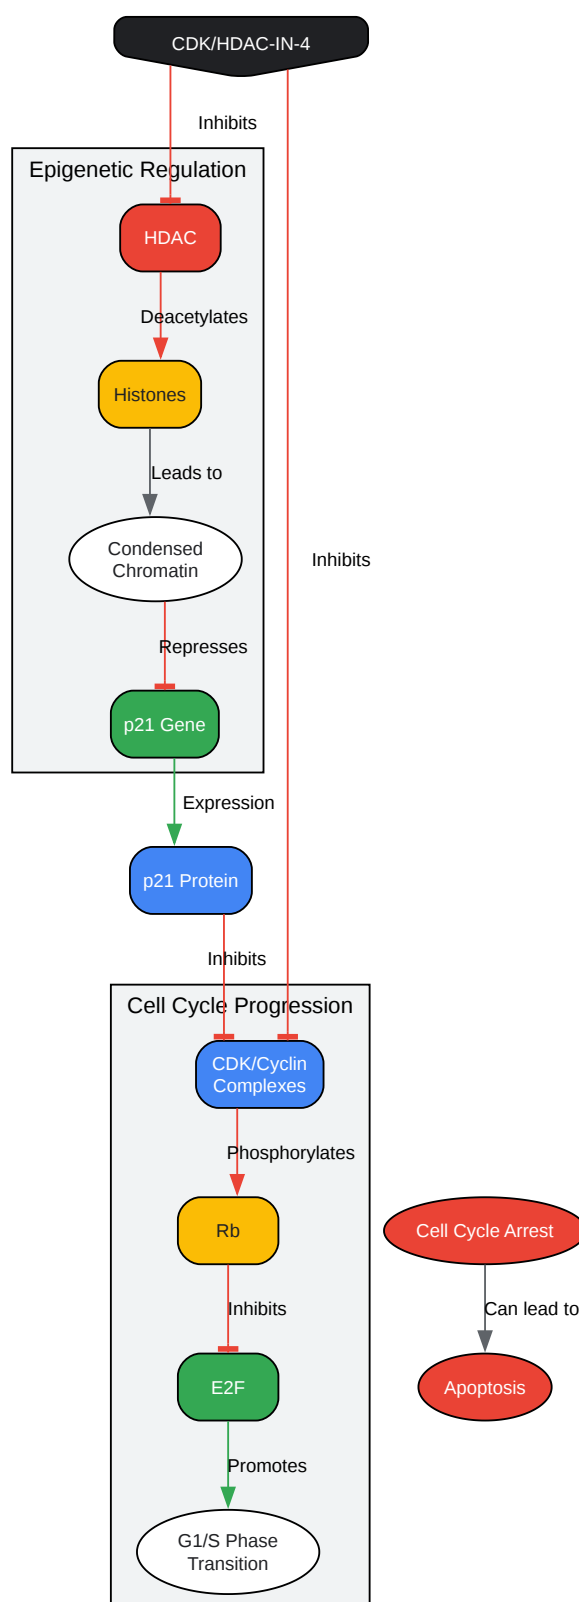 CDK/HDAC-IN-4
Inhibits
Epigenetic Regulation
HDAC
Deacetylates
Histones
Leads to
Condensed
Chromatin
Inhibits
Represses
p21 Gene
Expression
p21 Protein
Inhibits
Cell Cycle Progression
CDK/Cyclin
Complexes
Phosphorylates
Rb
Cell Cycle Arrest
Inhibits
Can lead to
E2F
Apoptosis
Promotes
G1/S Phase
Transition